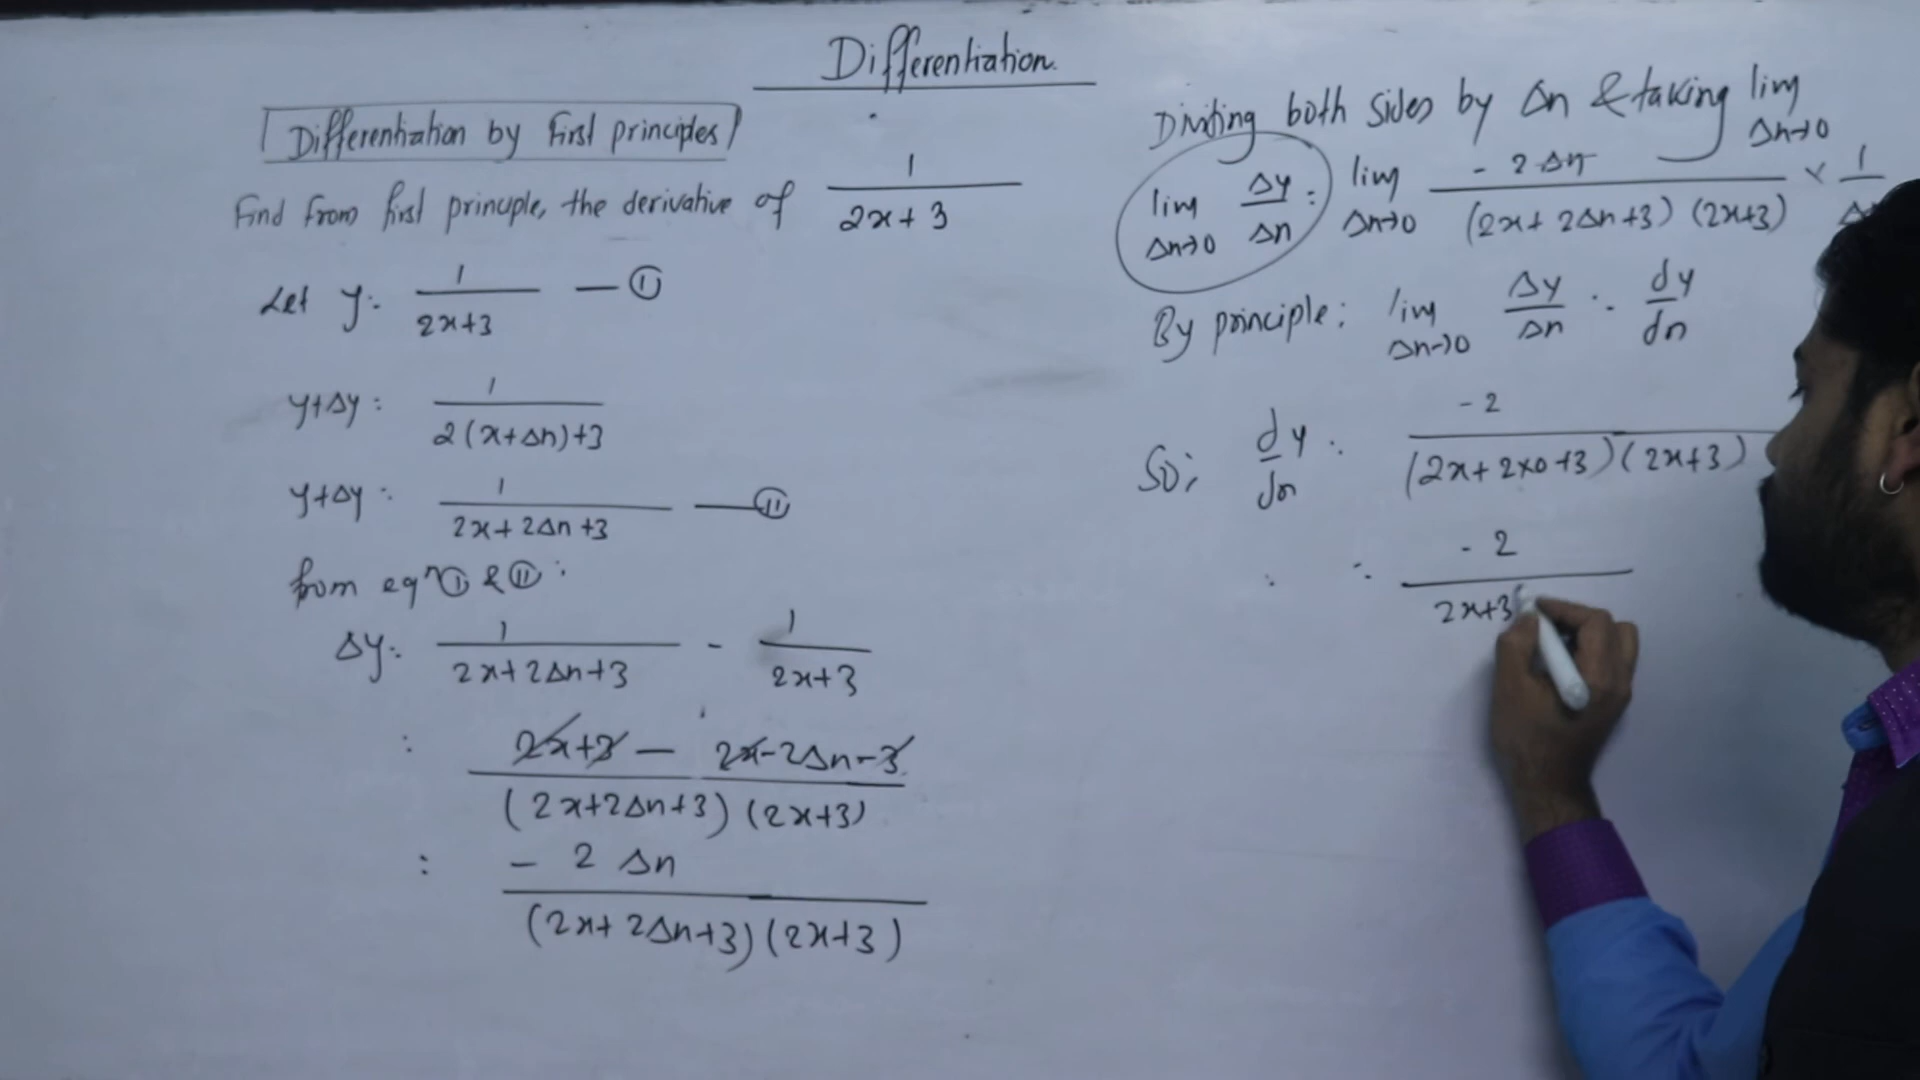 Differentiation.
Differentiation by First principles
Find from first principle, the derivative of 1/(2x+3)
Let y = 1/(2x+3) — (I)
y+Δy = 1/(2(x+Δn)+3)
y+Δy = 1/(2x+2Δn+3) — (II)
from eqn (I) & (II):
Δy = 1/(2x+2Δn+3) - 1/(2x+3)
= (2x+3 - 2x-2Δn-3)/((2x+2Δn+3)(2x+3))
= -2Δn/((2x+2Δn+3)(2x+3))
Dividing both sides by Δn & taking lim Δn→0
lim Δn→0 Δy/Δn = lim Δn→0 -2Δn/((2x+2Δn+3)(2x+3)) × 1/Δ
By principle: lim Δn→0 Δy/Δn = dy/dn
So; dy/dn = -2/((2x+2×0+3)(2x+3))
= -2/(2x+3